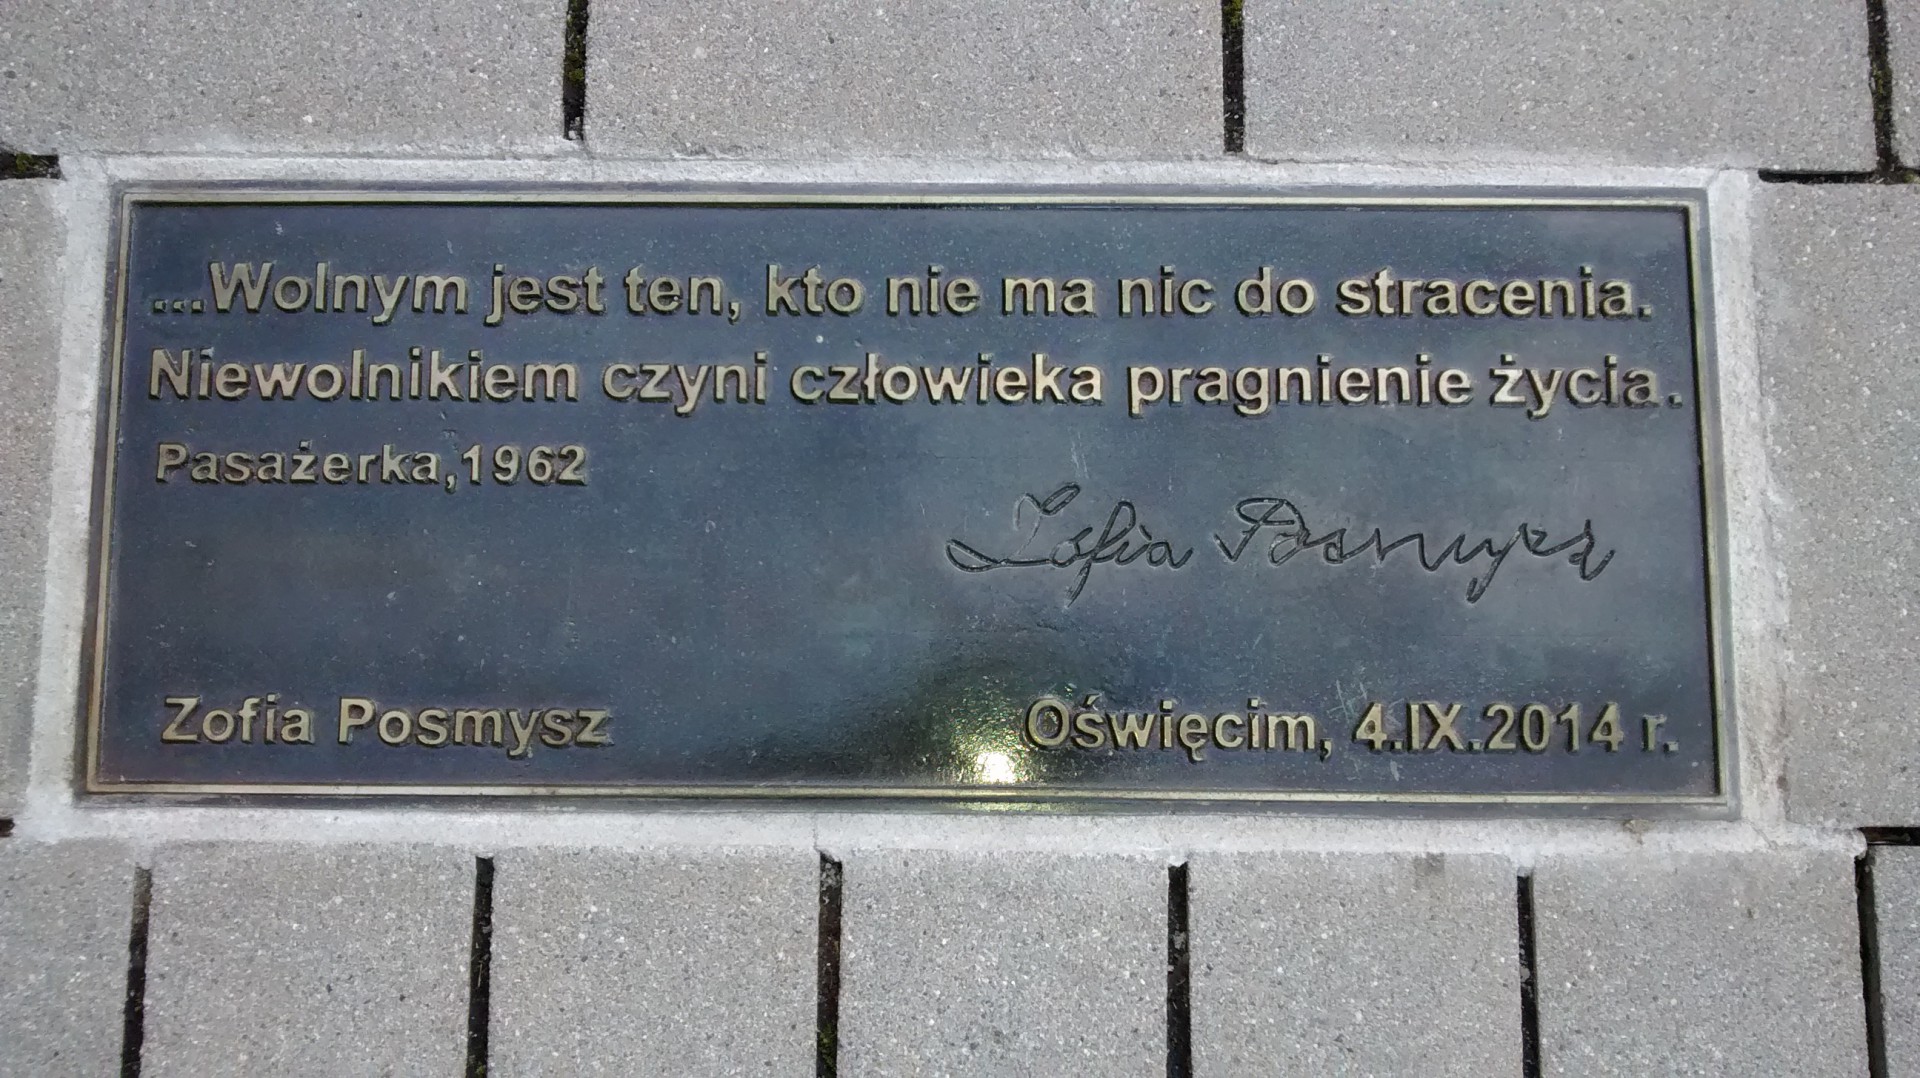 ...Wolnym jest ten, kto nie ma nic do stracenia.
Niewolnikiem czyni człowieka pragnienie życia.
Pasażerka,1962
Zofia Posmysz
Zofia Posmysz
Oświęcim, 4.IX.2014 r.